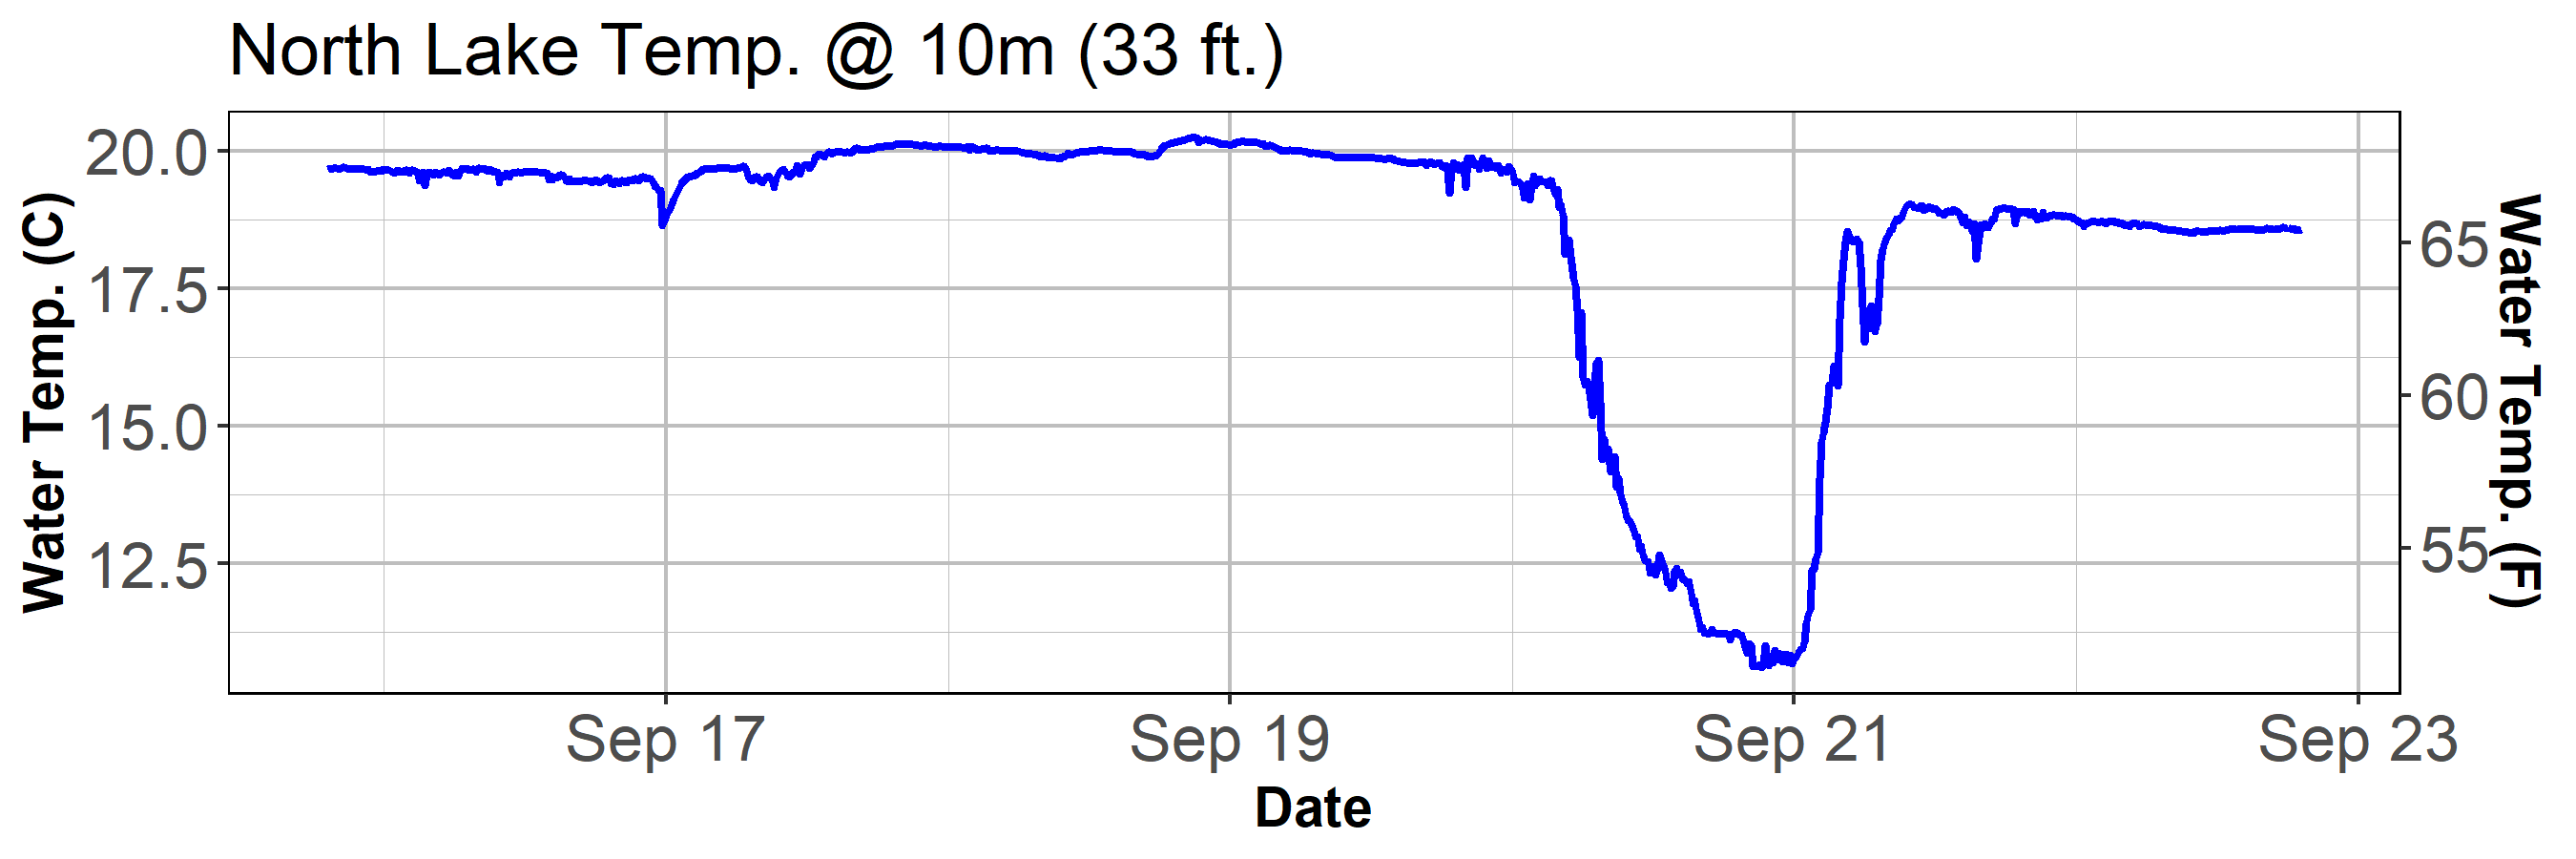 North Lake Temp. @ 10m (33 ft.)
Water Temp. (C)
20.0
17.5
15.0
12.5
65
60
55
Water Temp. (F)
Sep 17
Sep 19
Sep 21
Sep 23
Date